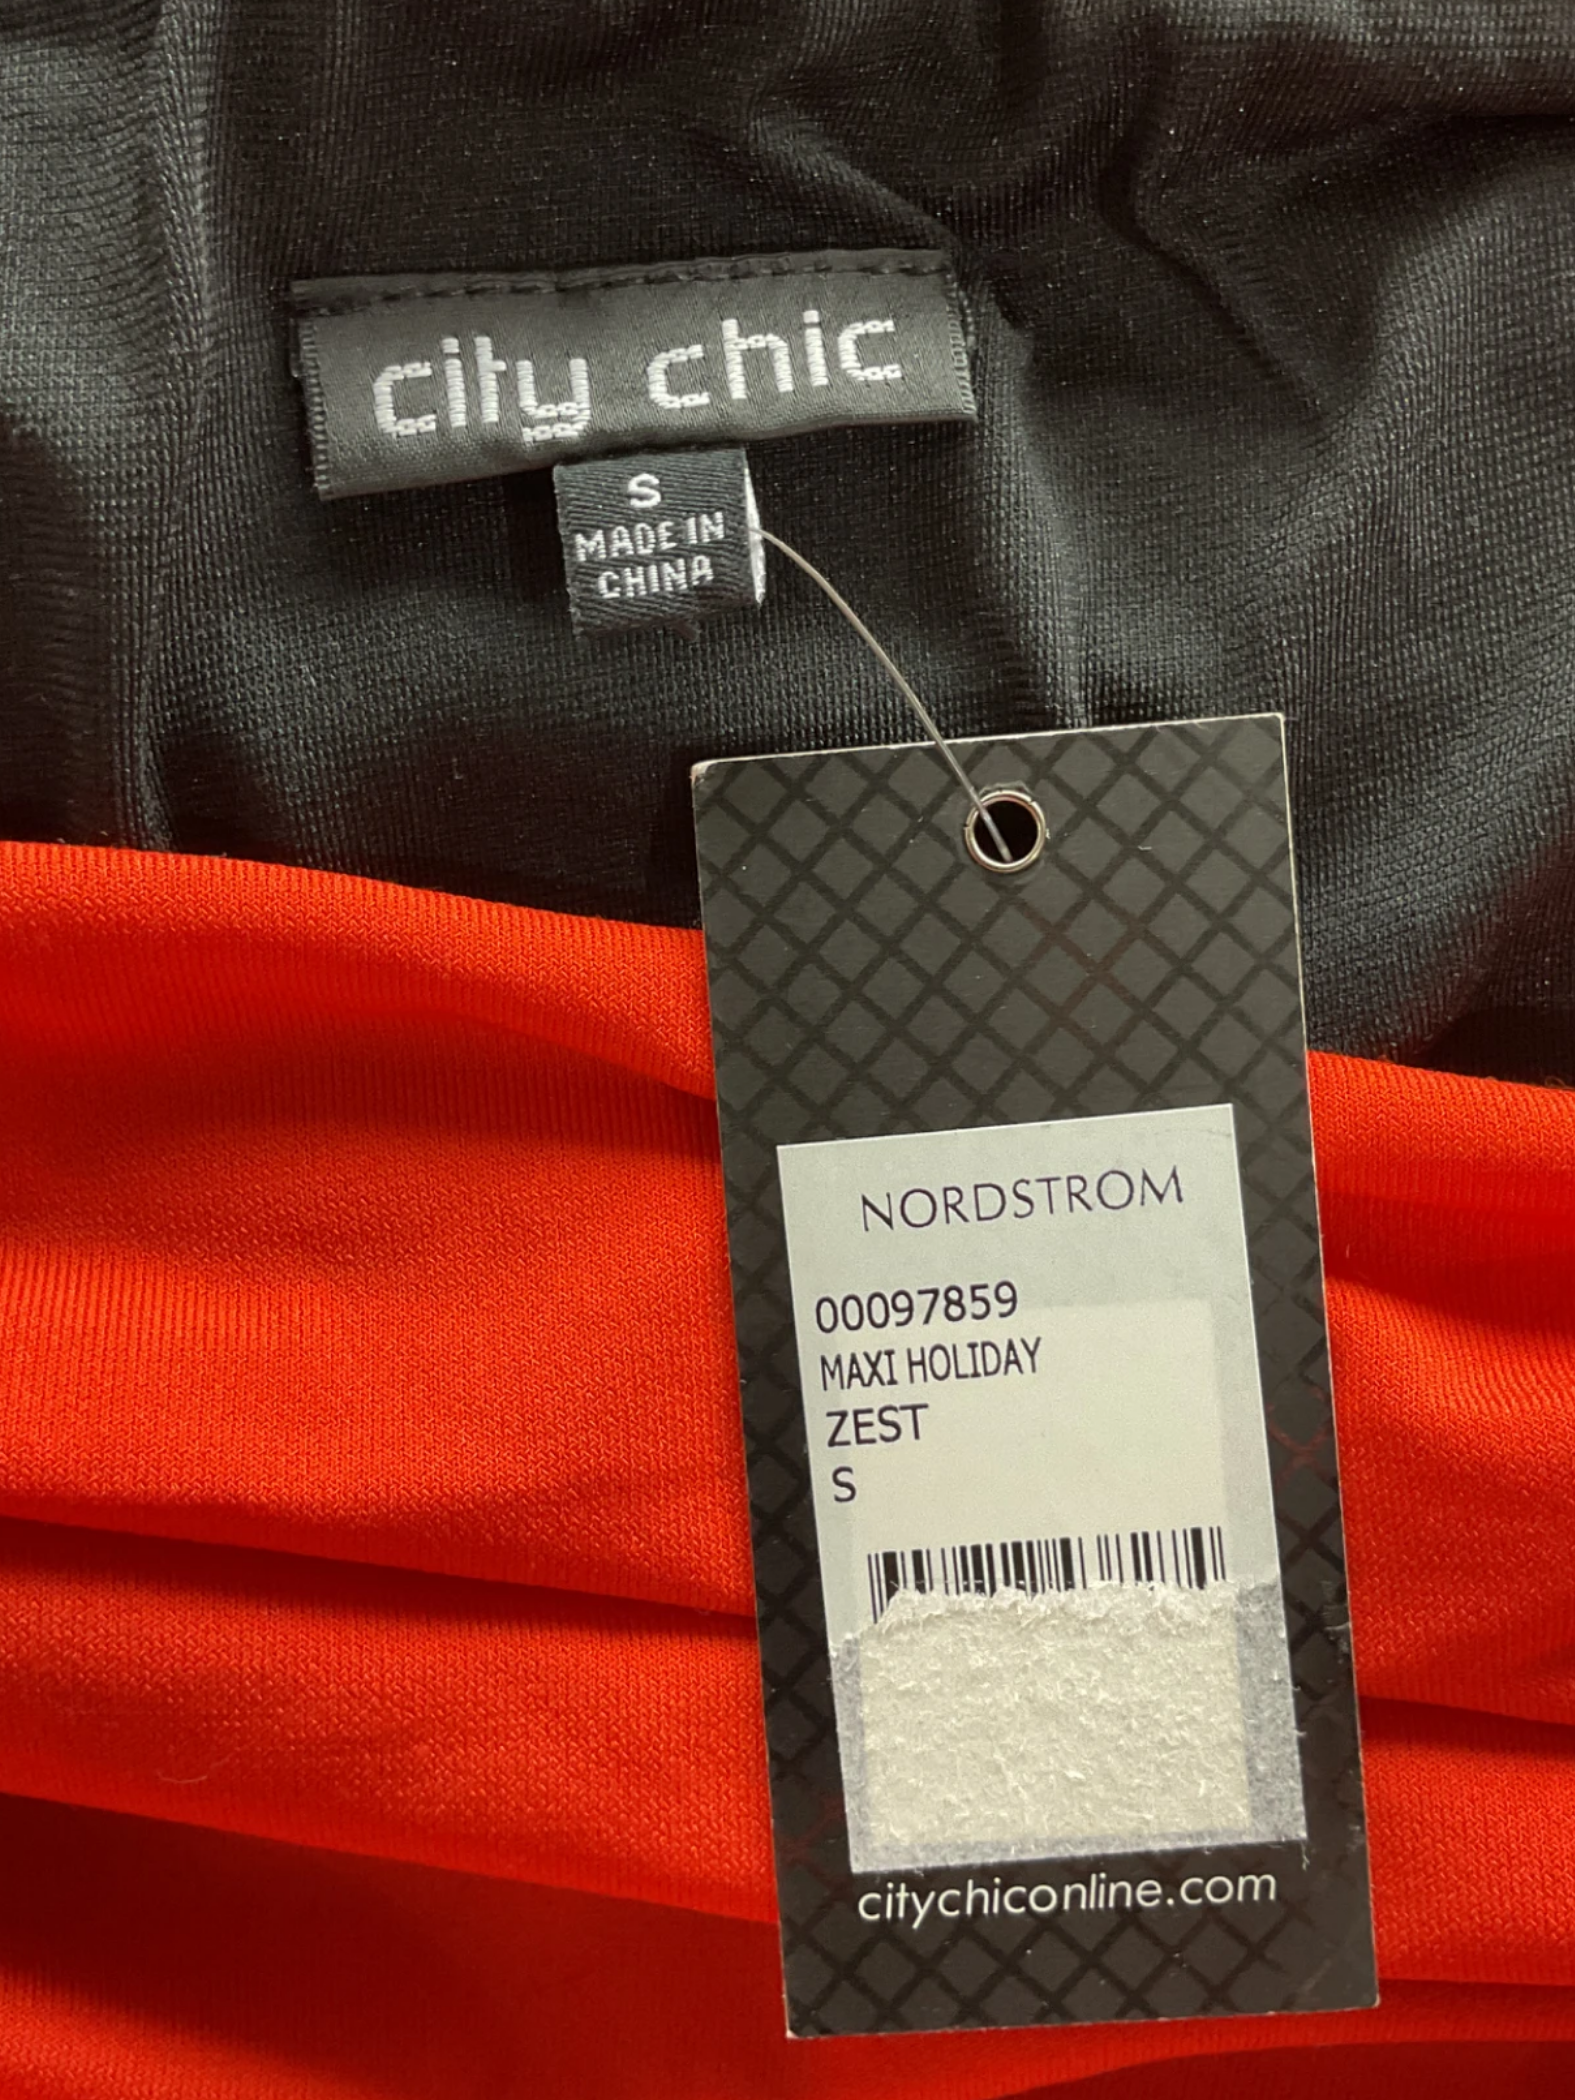 city chic
S
MADE IN
CHINA
NORDSTROM
00097859
MAXI HOLIDAY
ZEST
S
citychiconline.com